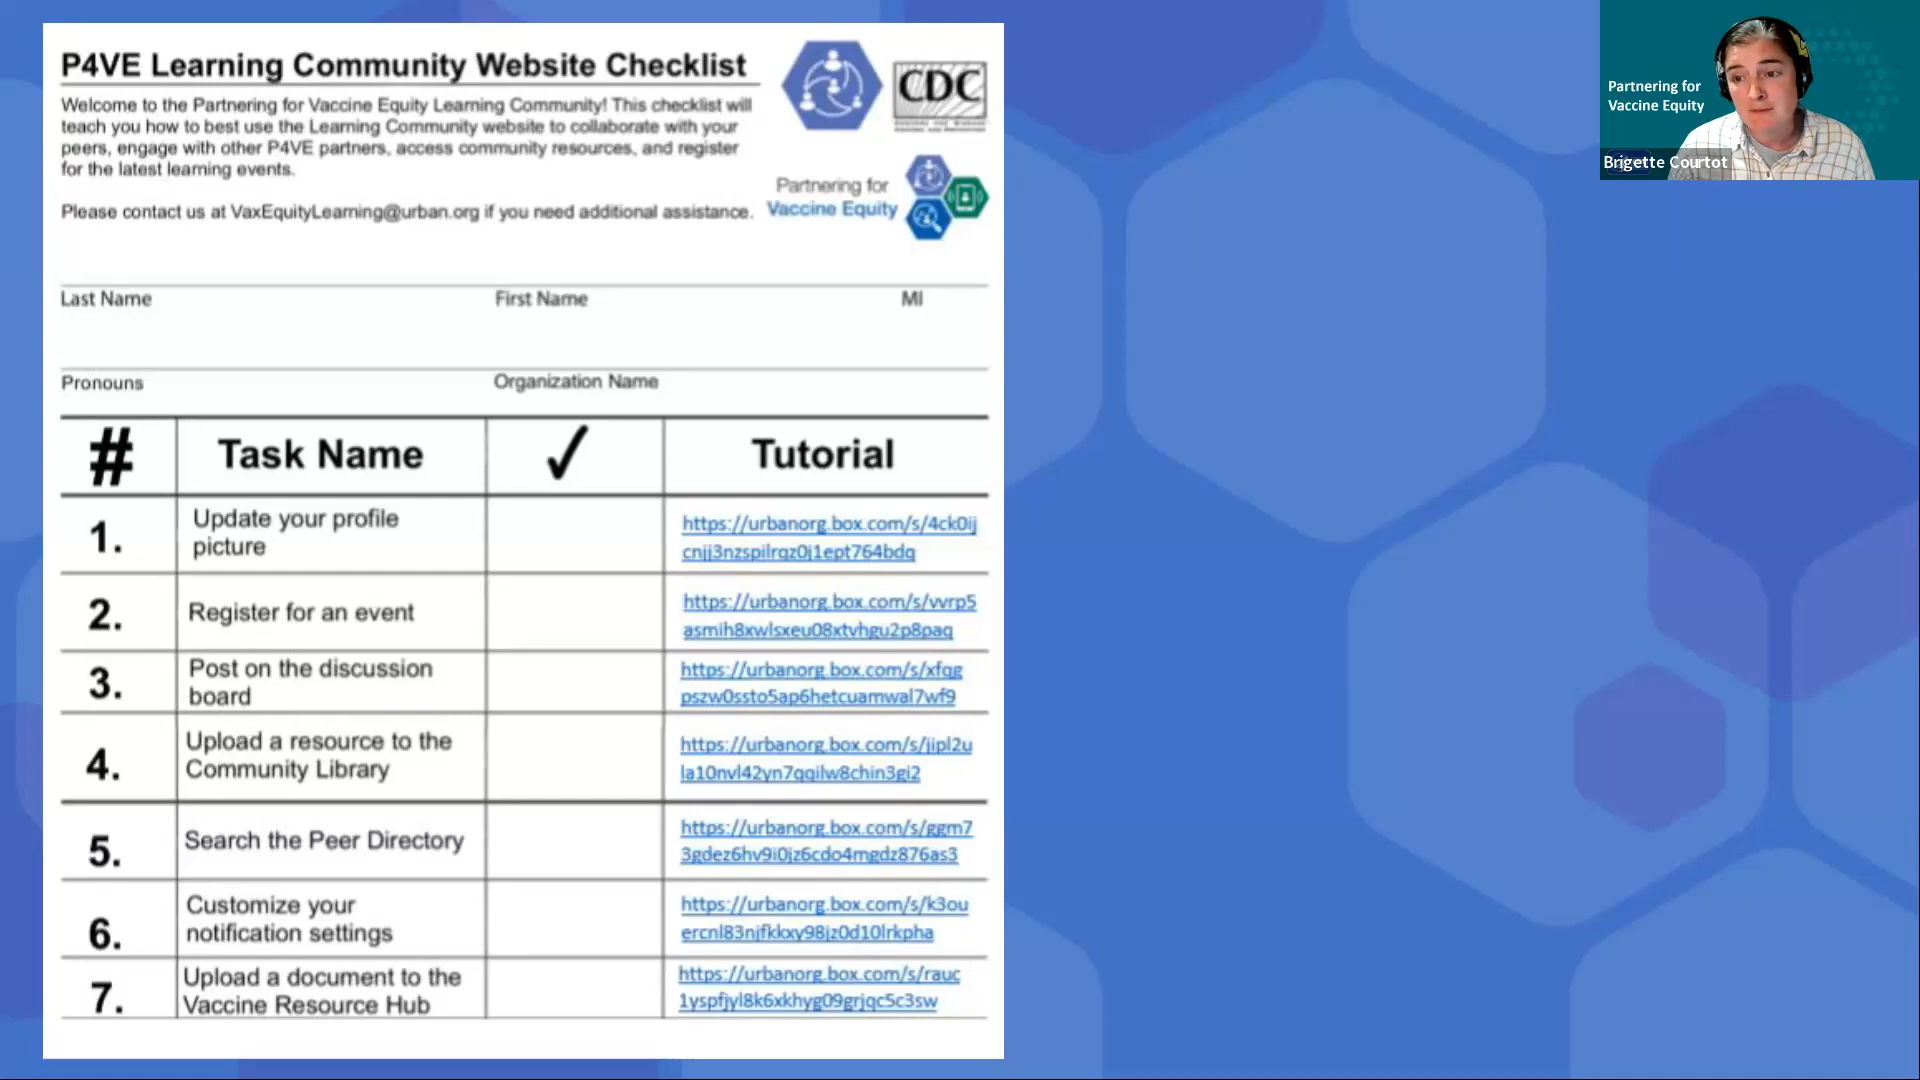 P4VE Learning Community Website Checklist
Welcome to the Partnering for Vaccine Equity Learning Community! This checklist will
teach you how to best use the Learning Community website to collaborate with your
peers, engage with other P4VE partners, access community resources, and register
for the latest learning events.
Please contact us at VaxEquityLearning@urban.org if you need additional assistance.
CDC
Partnering for
Vaccine Equity
Last Name First Name MI
Pronouns Organization Name
# Task Name ✓ Tutorial
1. Update your profile
picture
https://urbanorg.box.com/s/4ck0ij
cnjj3nzspilrqz0j1ept764bdq
2. Register for an event
https://urbanorg.box.com/s/vvrp5
asmih8xwlsxeu08xtvhgu2p8paq
3. Post on the discussion
board
https://urbanorg.box.com/s/xfqg
pszw0ssto5ap6hetcuamwal7wf9
4. Upload a resource to the
Community Library
https://urbanorg.box.com/s/jipl2u
la10nvl42yn7qqilw8chin3gi2
5. Search the Peer Directory
https://urbanorg.box.com/s/ggm7
3gdez6hv9i0jz6cdo4mgdz876as3
6. Customize your
notification settings
https://urbanorg.box.com/s/k3ou
ercnl83njfkkxy98jz0d10lrkpha
7. Upload a document to the
Vaccine Resource Hub
https://urbanorg.box.com/s/rauc
1yspfjyl8k6xkhyg09grjqc5c3sw
Partnering for
Vaccine Equity
Brigette Courtot